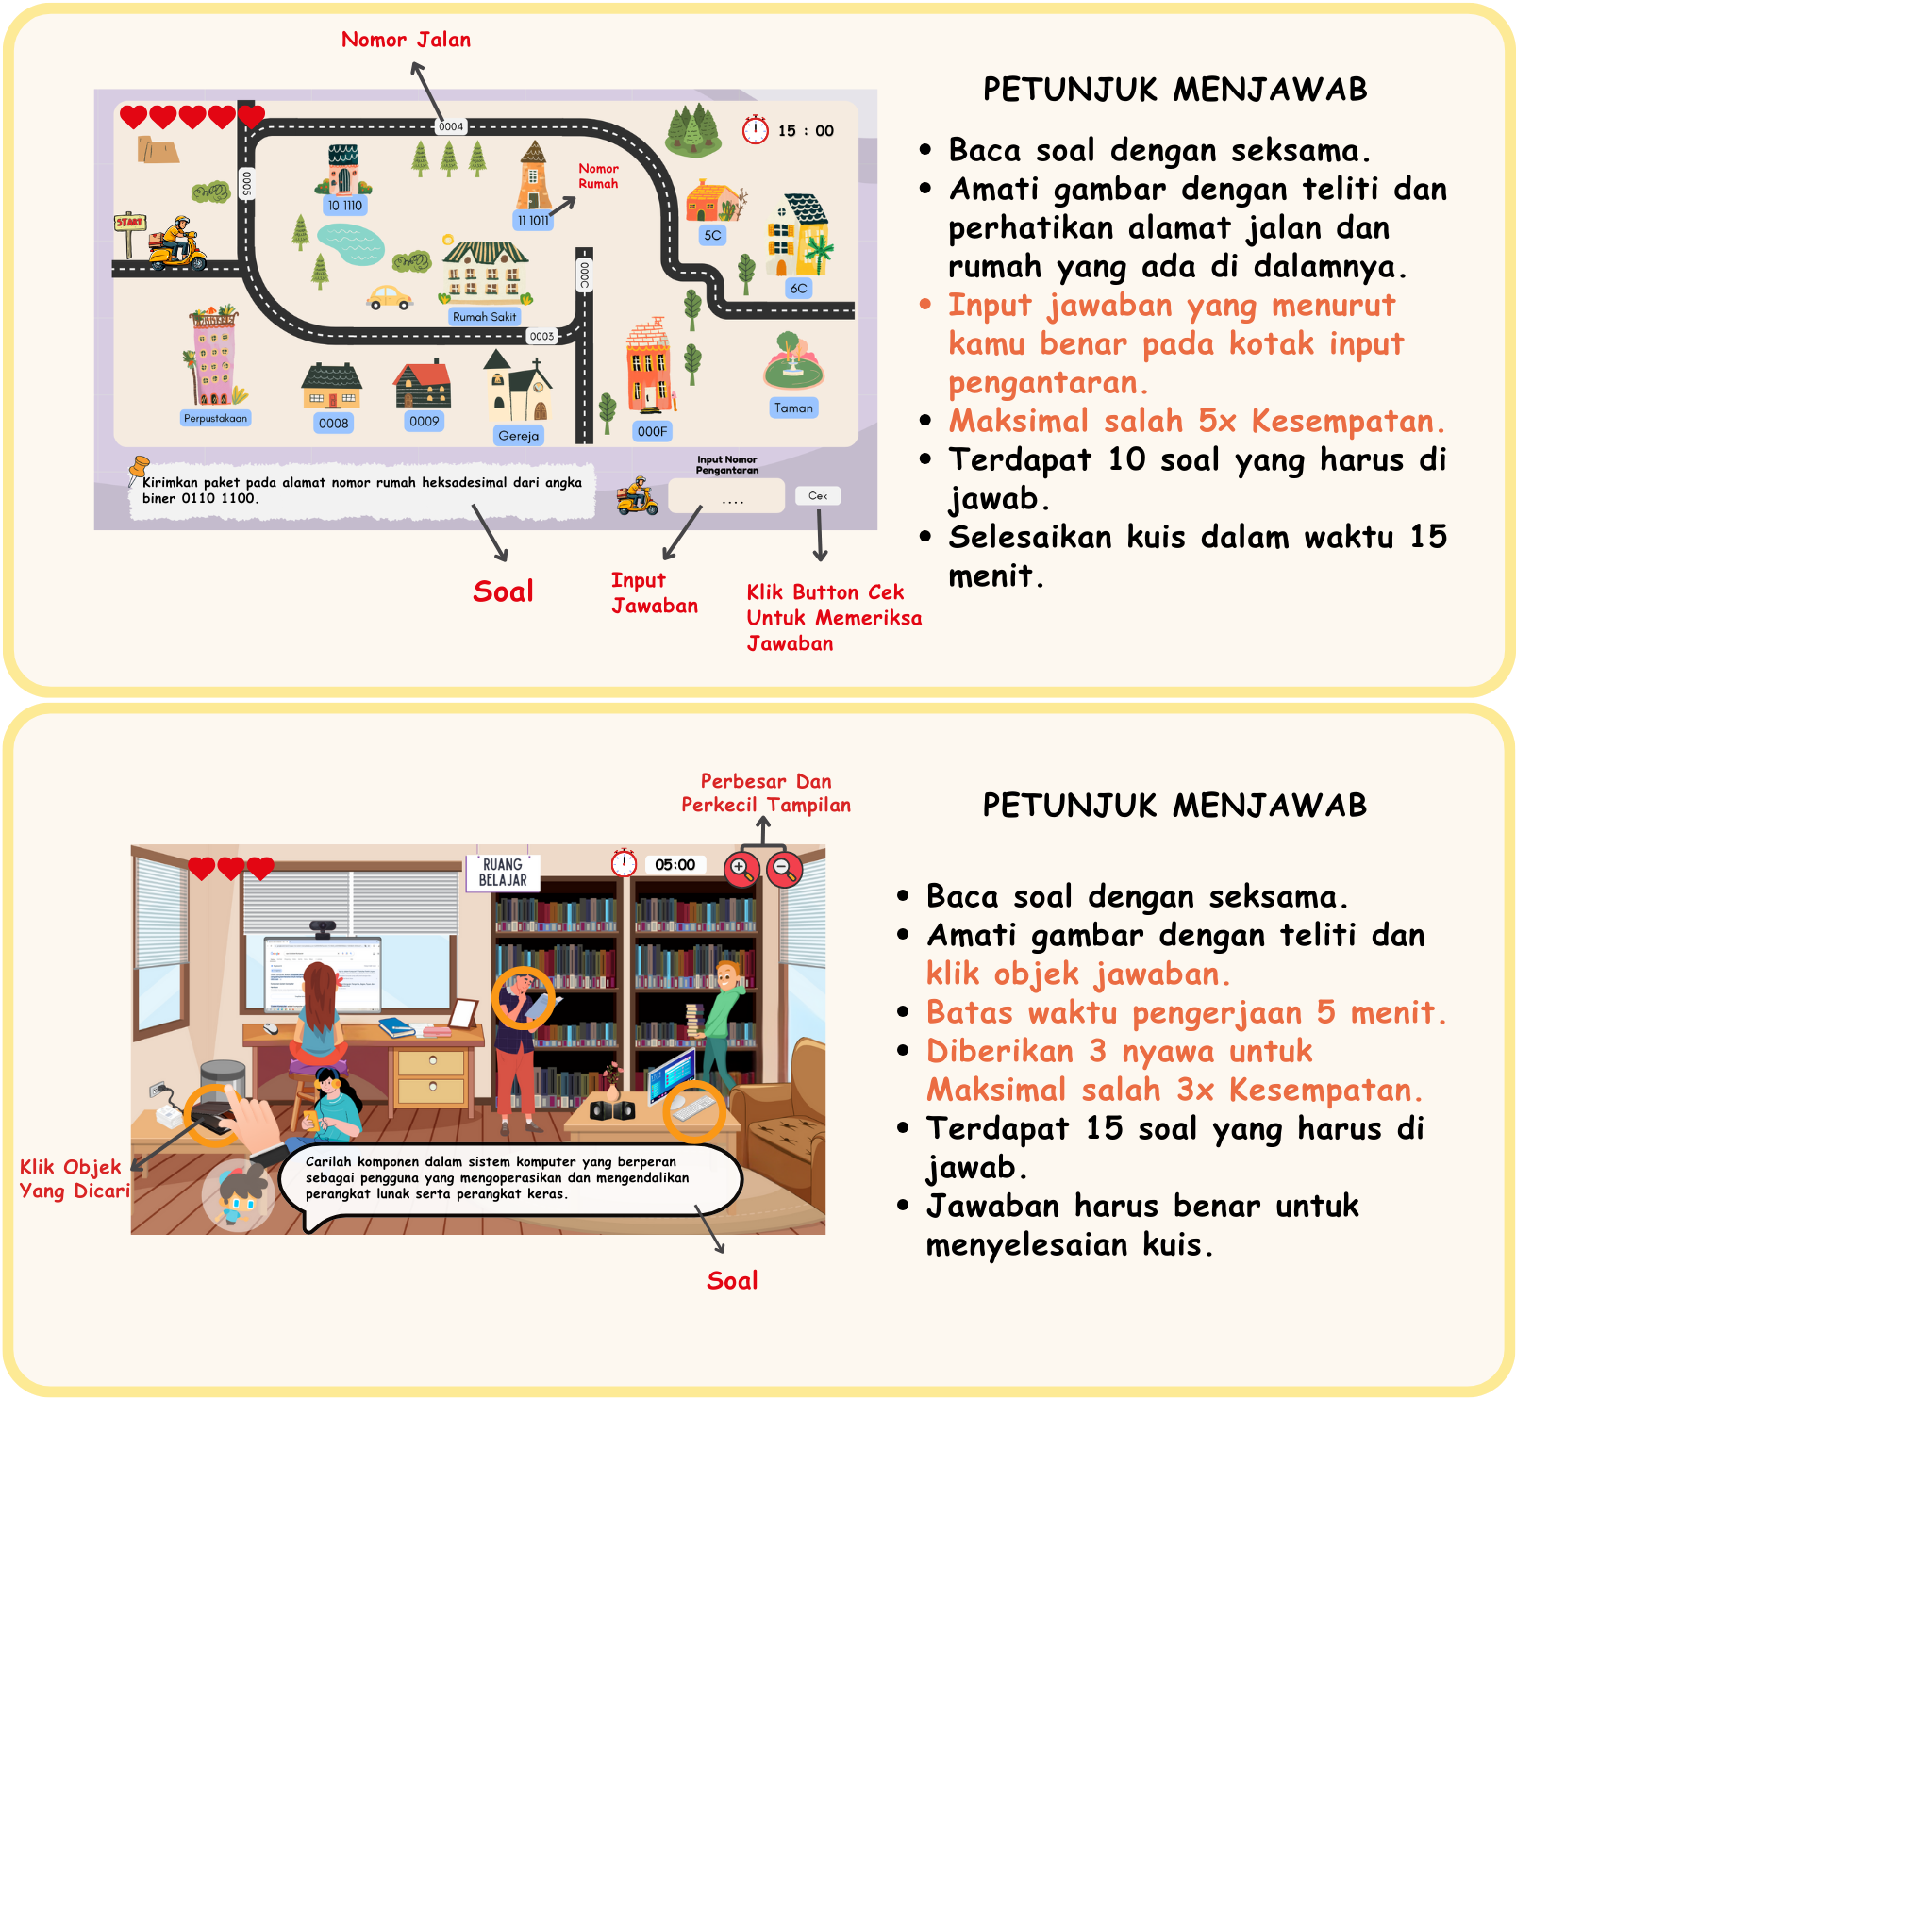 Nomor Jalan
PETUNJUK MENJAWAB
0004
15 : 00
0005
Nomor
Rumah
10 1110
11 1011
START
5C
000C
6C
Rumah Sakit
0003
Perpustakaan
0008
0009
Gereja
000F
Taman
Input Nomor
Pengantaran
Kirimkan paket pada alamat nomor rumah heksadesimal dari angka
biner 0110 1100.
....
Cek
Soal
Input
Jawaban
Klik Button Cek
Untuk Memeriksa
Jawaban
• Baca soal dengan seksama.
• Amati gambar dengan teliti dan
perhatikan alamat jalan dan
rumah yang ada di dalamnya.
• Input jawaban yang menurut
kamu benar pada kotak input
pengantaran.
• Maksimal salah 5x Kesempatan.
• Terdapat 10 soal yang harus di
jawab.
• Selesaikan kuis dalam waktu 15
menit.
Perbesar Dan
Perkecil Tampilan
PETUNJUK MENJAWAB
RUANG
BELAJAR
05:00
Klik Objek
Yang Dicari
Carilah komponen dalam sistem komputer yang berperan
sebagai pengguna yang mengoperasikan dan mengendalikan
perangkat lunak serta perangkat keras.
Soal
• Baca soal dengan seksama.
• Amati gambar dengan teliti dan
klik objek jawaban.
• Batas waktu pengerjaan 5 menit.
• Diberikan 3 nyawa untuk
Maksimal salah 3x Kesempatan.
• Terdapat 15 soal yang harus di
jawab.
• Jawaban harus benar untuk
menyelesaian kuis.